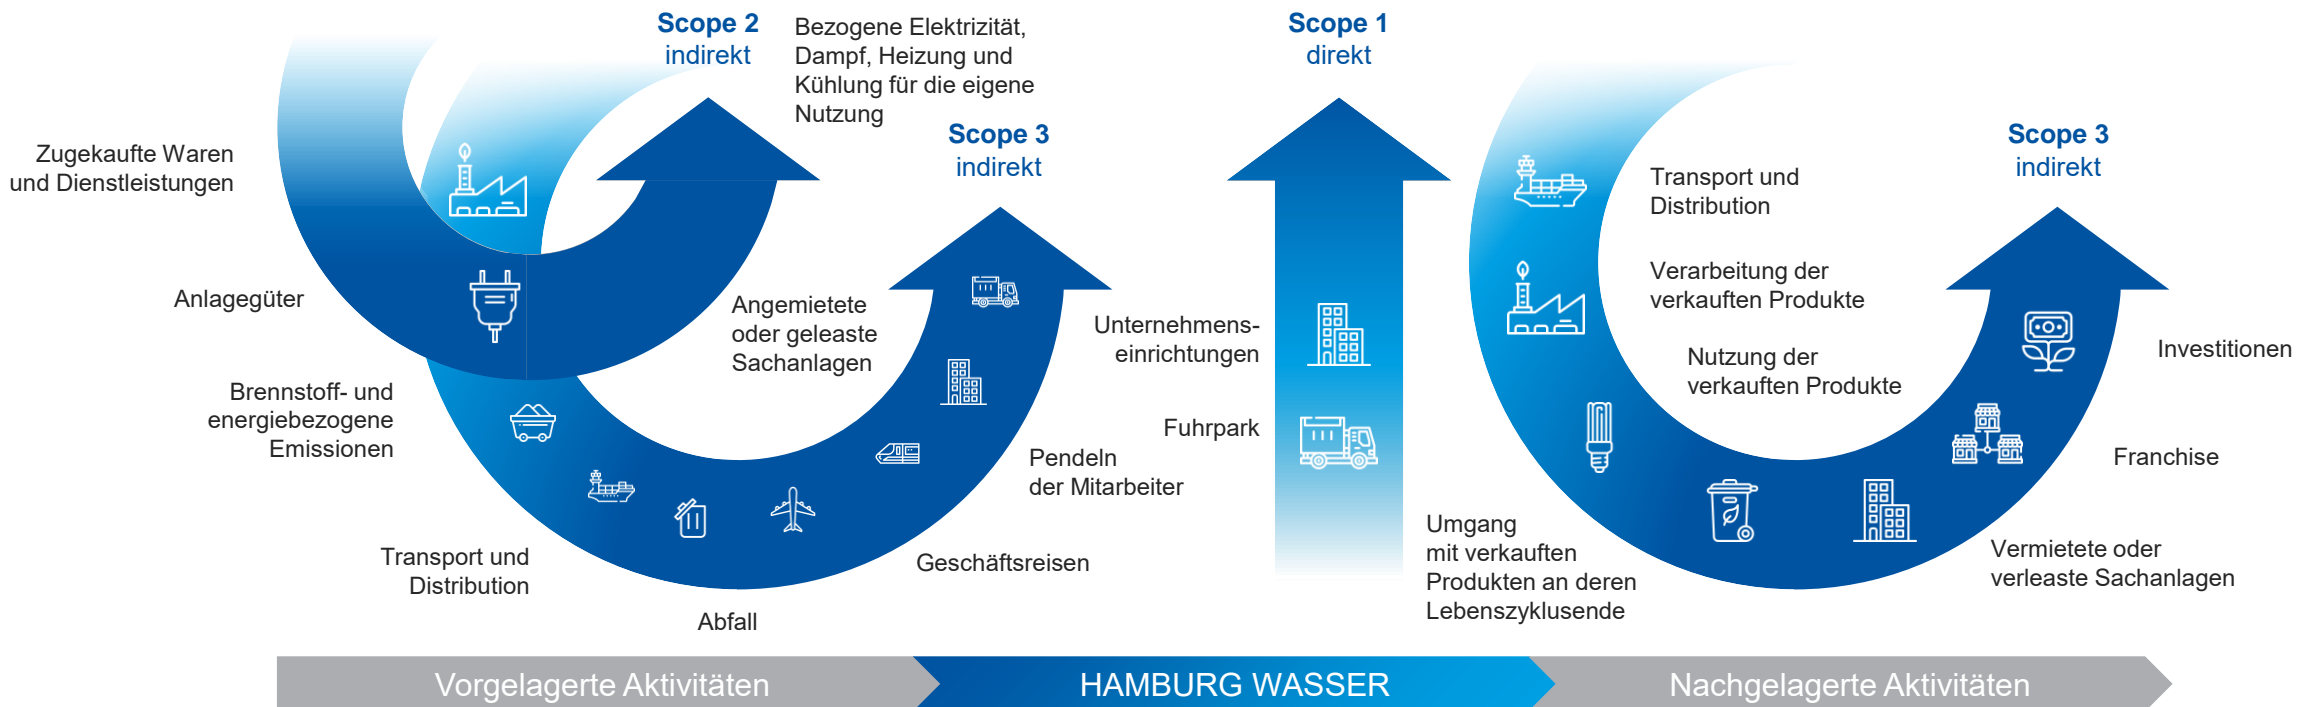 Scope 2
indirekt
Bezogene Elektrizität,
Dampf, Heizung und
Kühlung für die eigene
Nutzung
Zugekaufte Waren
und Dienstleistungen
Anlagegüter
Brennstoff- und
energiebezogene
Emissionen
Transport und
Distribution
Abfall
Geschäftsreisen
Pendeln
der Mitarbeiter
Angemietete
oder geleaste
Sachanlagen
Scope 3
indirekt
Scope 1
direkt
Unternehmens-
einrichtungen
Fuhrpark
Transport und
Distribution
Verarbeitung der
verkauften Produkte
Nutzung der
verkauften Produkte
Umgang
mit verkauften
Produkten an deren
Lebenszyklusende
Vermietete oder
verleaste Sachanlagen
Franchise
Investitionen
Scope 3
indirekt
Vorgelagerte Aktivitäten
HAMBURG WASSER
Nachgelagerte Aktivitäten